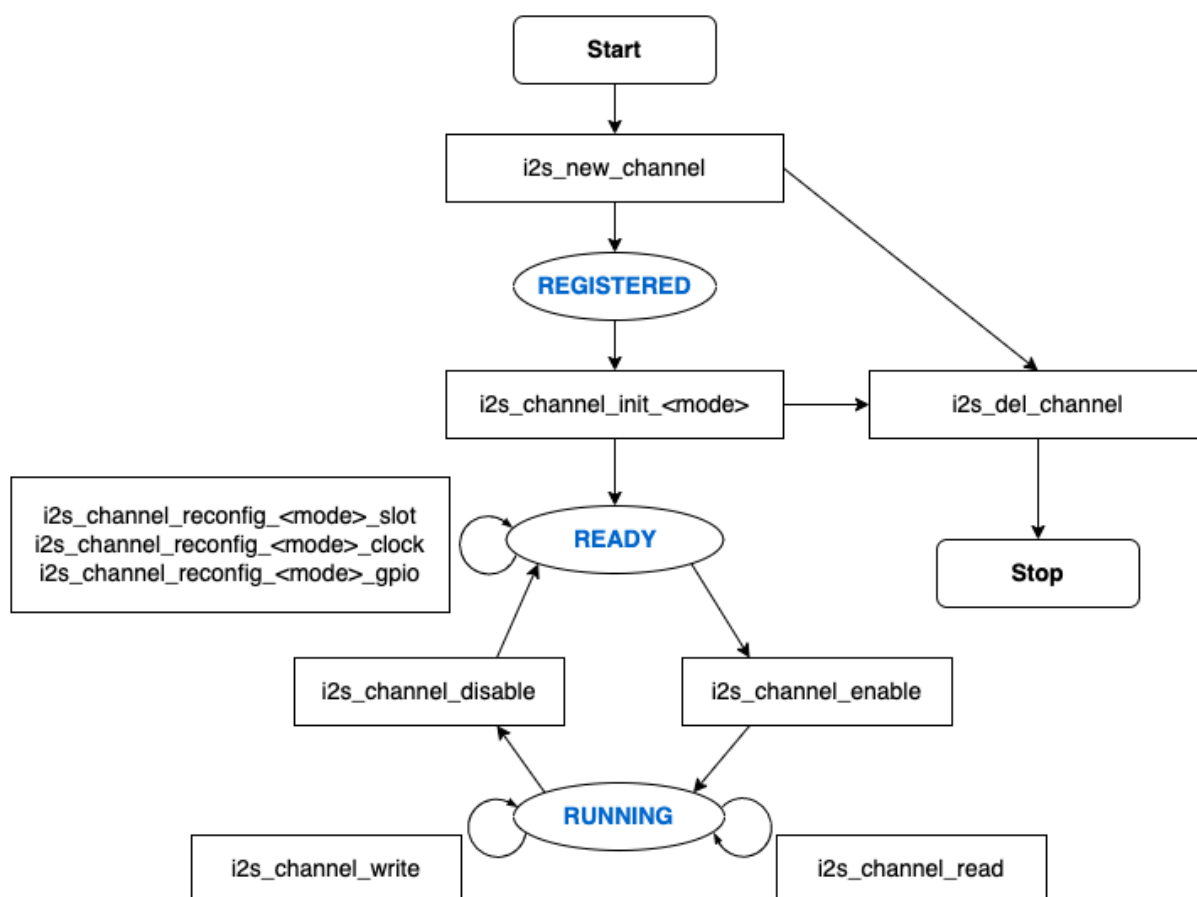 Start
i2s_new_channel
REGISTERED
i2s_channel_init_<mode>
i2s_del_channel
i2s_channel_reconfig_<mode>_slot
i2s_channel_reconfig_<mode>_clock
i2s_channel_reconfig_<mode>_gpio
READY
Stop
i2s_channel_disable
i2s_channel_enable
RUNNING
i2s_channel_write
i2s_channel_read